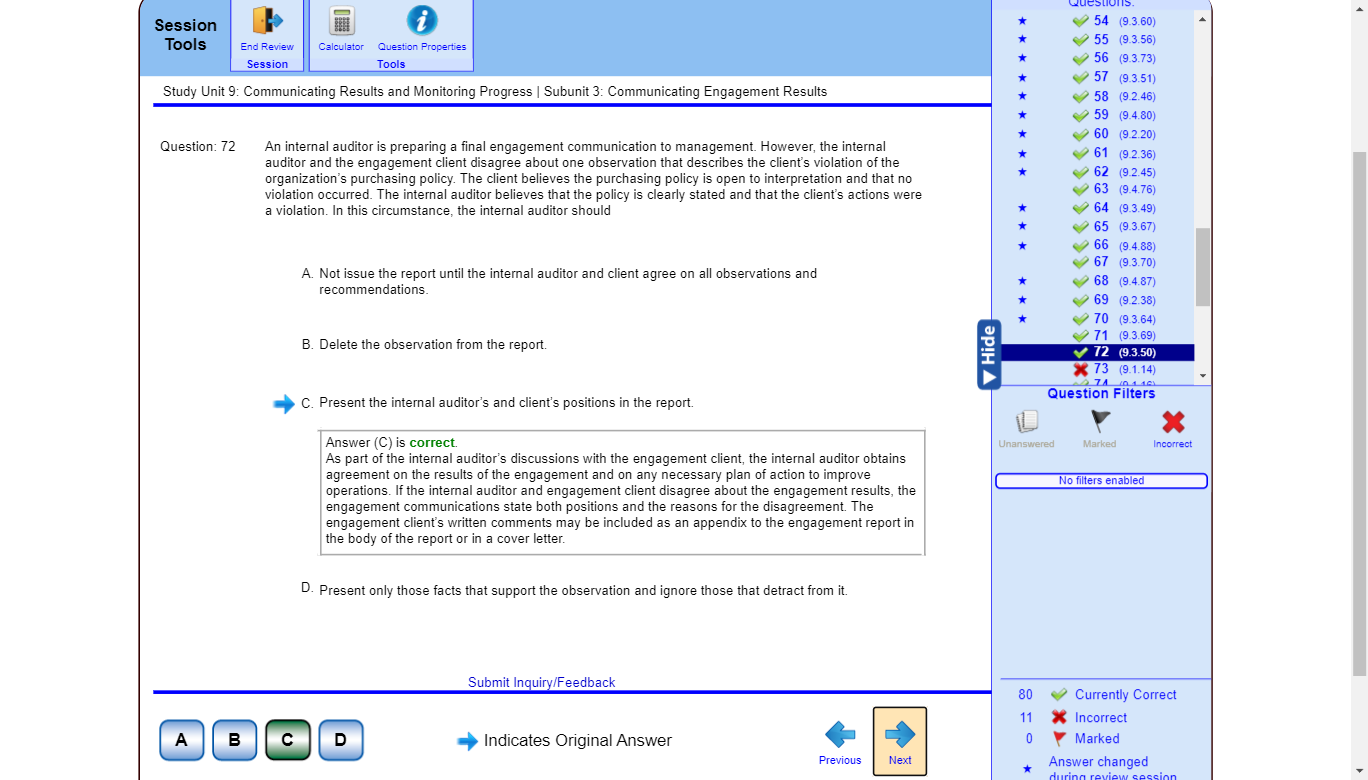 Session
Tools
End Review
Session
Calculator
Question Properties
Tools
Study Unit 9: Communicating Results and Monitoring Progress | Subunit 3: Communicating Engagement Results
Question: 72
An internal auditor is preparing a final engagement communication to management. However, the internal
auditor and the engagement client disagree about one observation that describes the client's violation of the
organization's purchasing policy. The client believes the purchasing policy is open to interpretation and that no
violation occurred. The internal auditor believes that the policy is clearly stated and that the client's actions were
a violation. In this circumstance, the internal auditor should
A. Not issue the report until the internal auditor and client agree on all observations and
recommendations.
B. Delete the observation from the report.
C. Present the internal auditor's and client's positions in the report.
Answer (C) is correct.
As part of the internal auditor's discussions with the engagement client, the internal auditor obtains
agreement on the results of the engagement and on any necessary plan of action to improve
operations. If the internal auditor and engagement client disagree about the engagement results, the
engagement communications state both positions and the reasons for the disagreement. The
engagement client's written comments may be included as an appendix to the engagement report in
the body of the report or in a cover letter.
D. Present only those facts that support the observation and ignore those that detract from it.
Submit Inquiry/Feedback
A
B
C
D
Indicates Original Answer
Previous
Next
Questions:
54 (9.3.60)
55 (9.3.56)
56 (9.3.73)
57 (9.3.51)
58 (9.2.46)
59 (9.4.80)
60 (9.2.20)
61 (9.2.36)
62 (9.2.45)
63 (9.4.76)
64 (9.3.49)
65 (9.3.67)
66 (9.4.88)
67 (9.3.70)
68 (9.4.87)
69 (9.2.38)
70 (9.3.64)
71 (9.3.69)
72 (9.3.50)
73 (9.1.14)
74 (9.1.16)
Hide
Question Filters
Unanswered
Marked
Incorrect
No filters enabled
80 Currently Correct
11 Incorrect
0 Marked
Answer changed
during review session